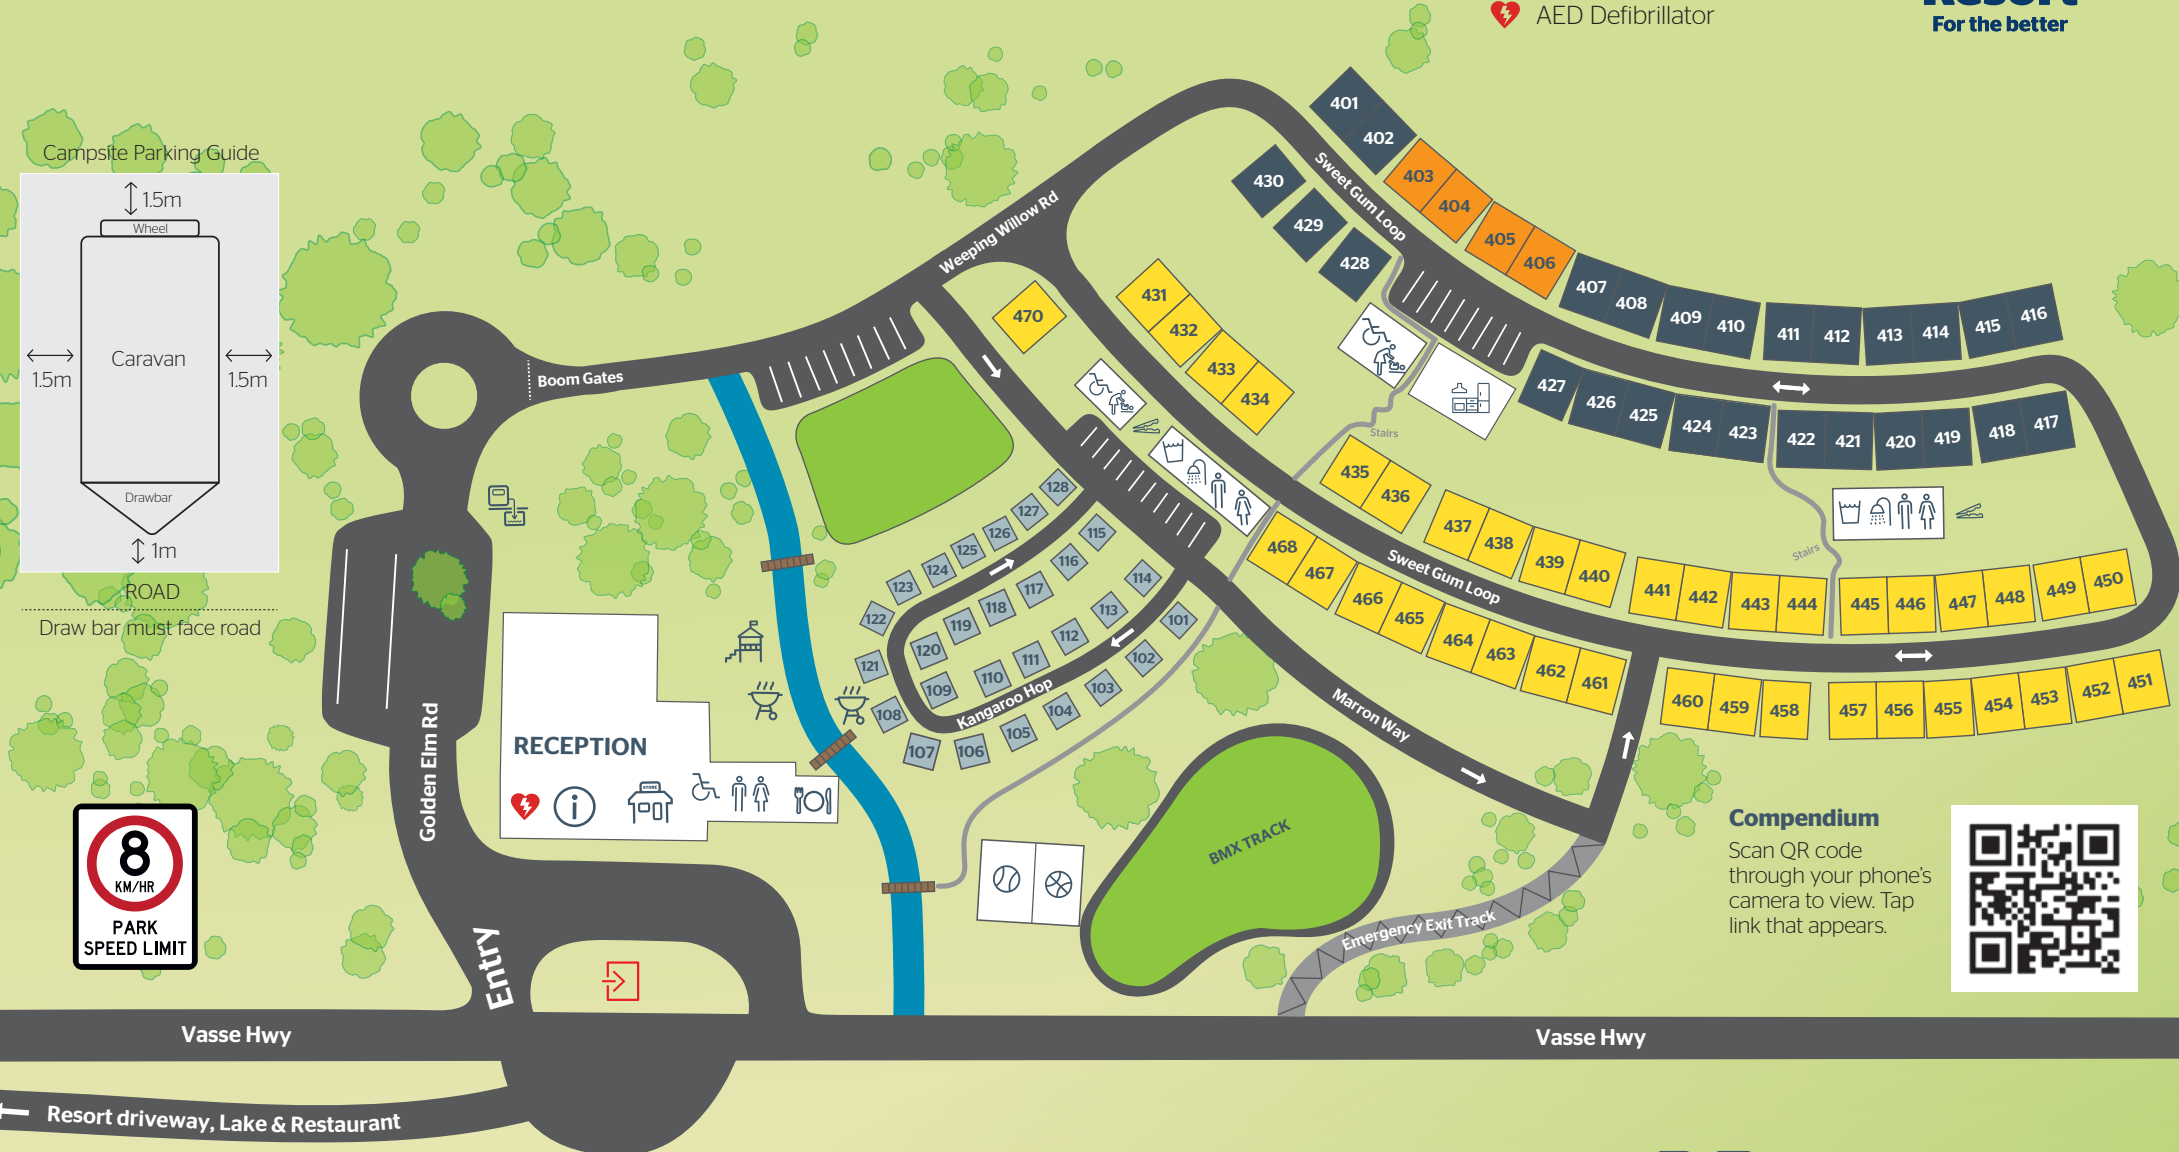 AED Defibrillator
Resort
For the better
Campsite Parking Guide
1.5m
Wheel
1.5m
Caravan
1.5m
Drawbar
1m
ROAD
Draw bar must face road
8
KM/HR
PARK
SPEED LIMIT
Boom Gates
Weeping Willow Rd
Sweet Gum Loop
401
402
403
404
405
406
407
408
409
410
411
412
413
414
415
416
430
429
428
427
426
425
424
423
422
421
420
419
418
417
470
431
432
433
434
Stairs
435
436
437
438
439
440
441
442
443
444
Stairs
445
446
447
448
449
450
Sweet Gum Loop
468
467
466
465
464
463
462
461
460
459
458
457
456
455
454
453
452
451
128
127
126
125
124
123
122
121
115
116
117
118
119
120
114
113
112
111
110
109
108
107
106
105
104
103
102
101
Kangaroo Hop
Marron Way
Golden Elm Rd
RECEPTION
STORE
BMX TRACK
Emergency Exit Track
Compendium
Scan QR code
through your phone's
camera to view. Tap
link that appears.
Entry
Vasse Hwy
Vasse Hwy
Resort driveway, Lake & Restaurant